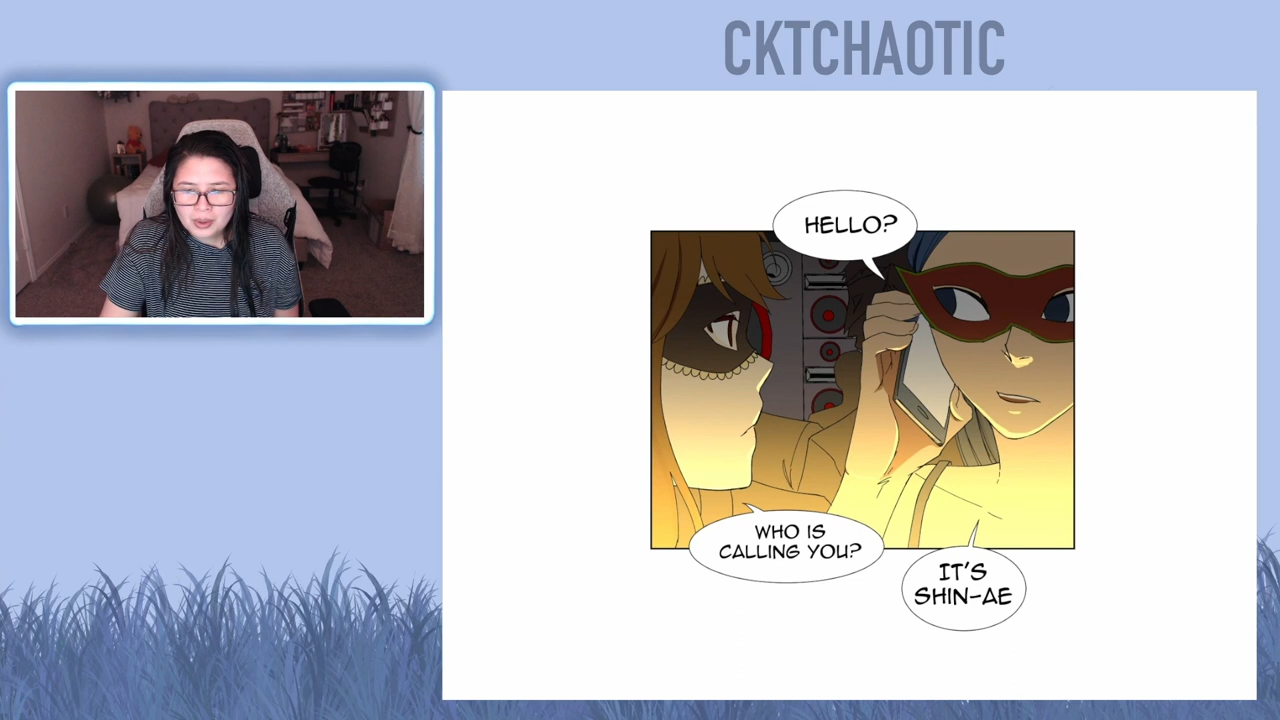 CKTCHAOTIC
HELLO?
WHO IS
CALLING YOU?
IT'S
SHIN-AE